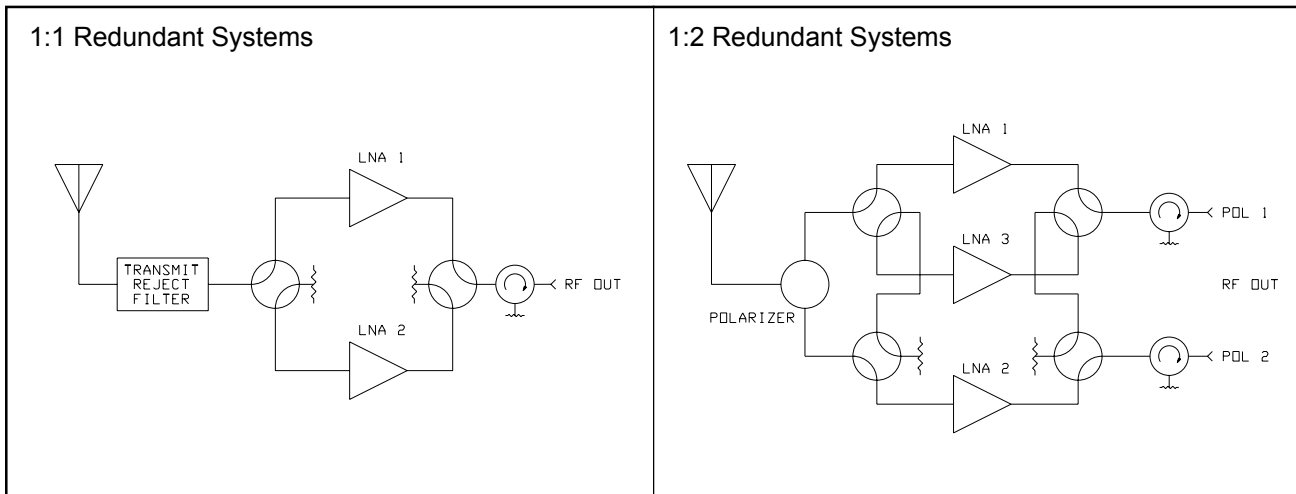 1:1 Redundant Systems
LNA 1
TRANSMIT
REJECT
FILTER
RF OUT
LNA 2
1:2 Redundant Systems
LNA 1
POL 1
LNA 3
RF OUT
POLARIZER
LNA 2
POL 2